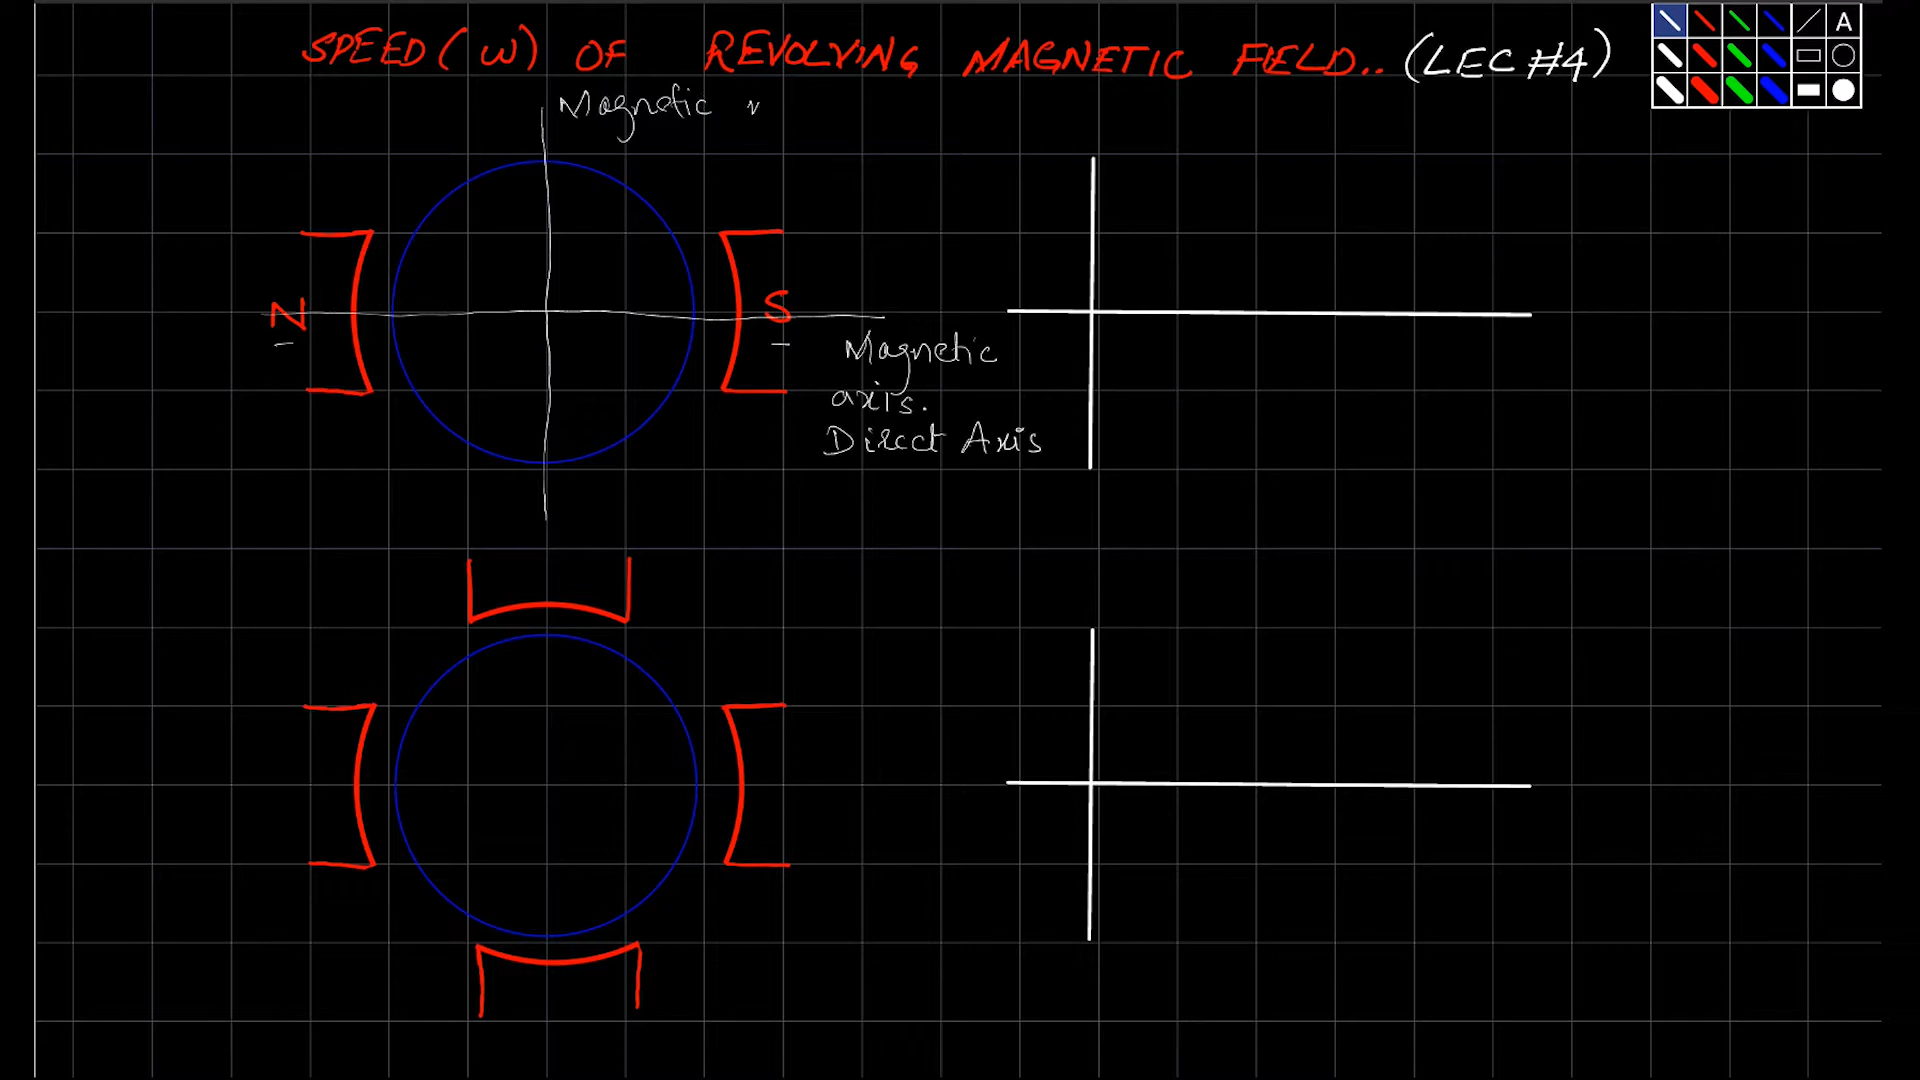 SPEED(W) OF REVOLVING MAGNETIC FIELD.. (LEC #4)
A
Magnetic N
N
S
Magnetic
axis.
Direct Axis